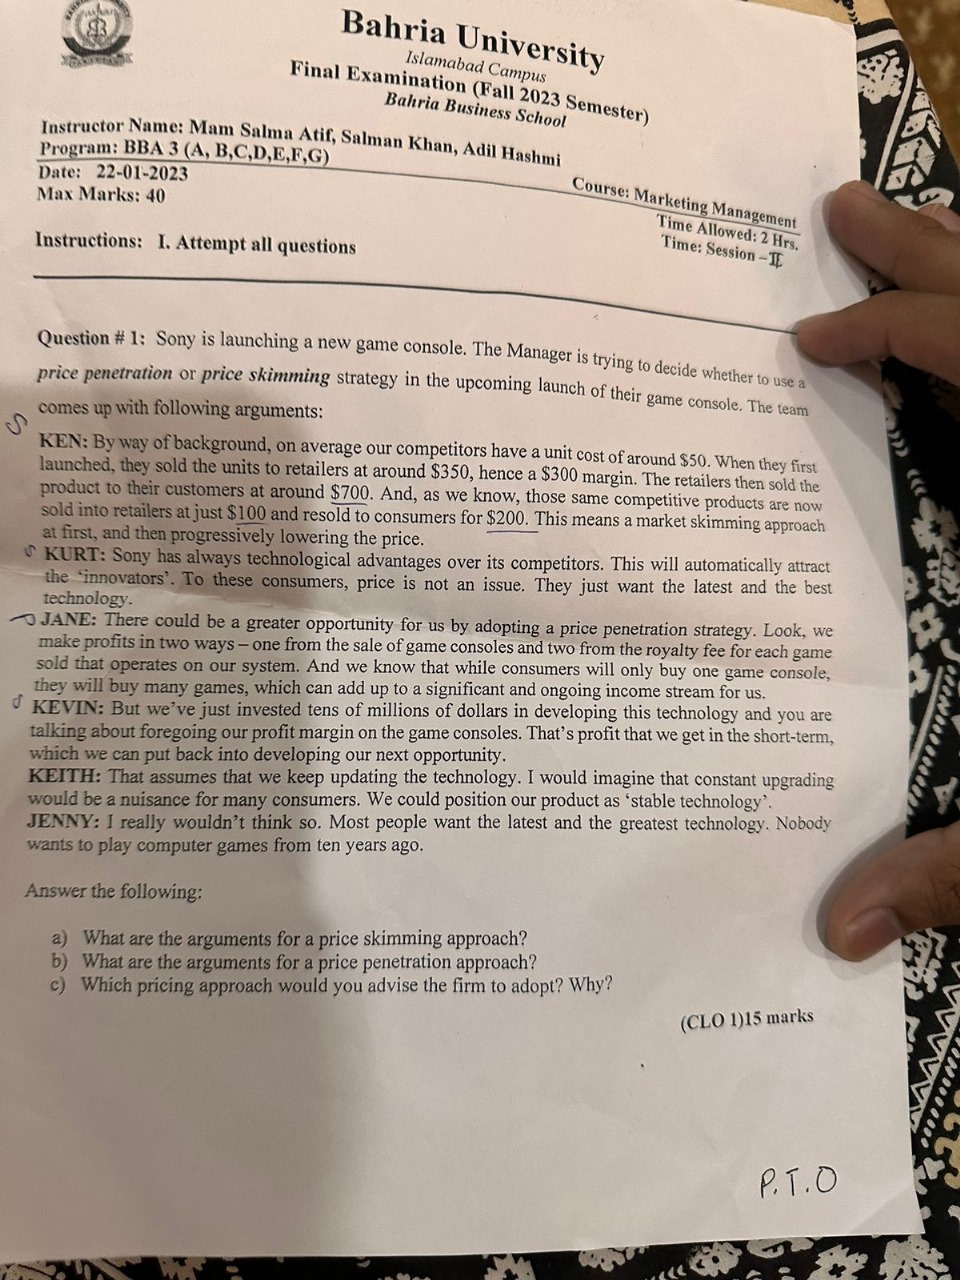 Bahria University
Islamabad Campus
Final Examination (Fall 2023 Semester)
Bahria Business School
Instructor Name: Mam Salma Atif, Salman Khan, Adil Hashmi
Program: BBA 3 (A, B,C,D,E,F,G)
Date: 22-01-2023
Max Marks: 40
Course: Marketing Management
Time Allowed: 2 Hrs.
Time: Session – II
Instructions: I. Attempt all questions
Question # 1: Sony is launching a new game console. The Manager is trying to decide whether to use a
price penetration or price skimming strategy in the upcoming launch of their game console. The team
comes up with following arguments:
S
KEN: By way of background, on average our competitors have a unit cost of around $50. When they first
launched, they sold the units to retailers at around $350, hence a $300 margin. The retailers then sold the
product to their customers at around $700. And, as we know, those same competitive products are now
sold into retailers at just $100 and resold to consumers for $200. This means a market skimming approach
at first, and then progressively lowering the price.
KURT: Sony has always technological advantages over its competitors. This will automatically attract
the ‘innovators’. To these consumers, price is not an issue. They just want the latest and the best
technology.
JANE: There could be a greater opportunity for us by adopting a price penetration strategy. Look, we
make profits in two ways – one from the sale of game consoles and two from the royalty fee for each game
sold that operates on our system. And we know that while consumers will only buy one game console,
they will buy many games, which can add up to a significant and ongoing income stream for us.
KEVIN: But we’ve just invested tens of millions of dollars in developing this technology and you are
talking about foregoing our profit margin on the game consoles. That’s profit that we get in the short-term,
which we can put back into developing our next opportunity.
KEITH: That assumes that we keep updating the technology. I would imagine that constant upgrading
would be a nuisance for many consumers. We could position our product as ‘stable technology’.
JENNY: I really wouldn’t think so. Most people want the latest and the greatest technology. Nobody
wants to play computer games from ten years ago.
Answer the following:
a) What are the arguments for a price skimming approach?
b) What are the arguments for a price penetration approach?
c) Which pricing approach would you advise the firm to adopt? Why?
(CLO 1)15 marks
P.T.O